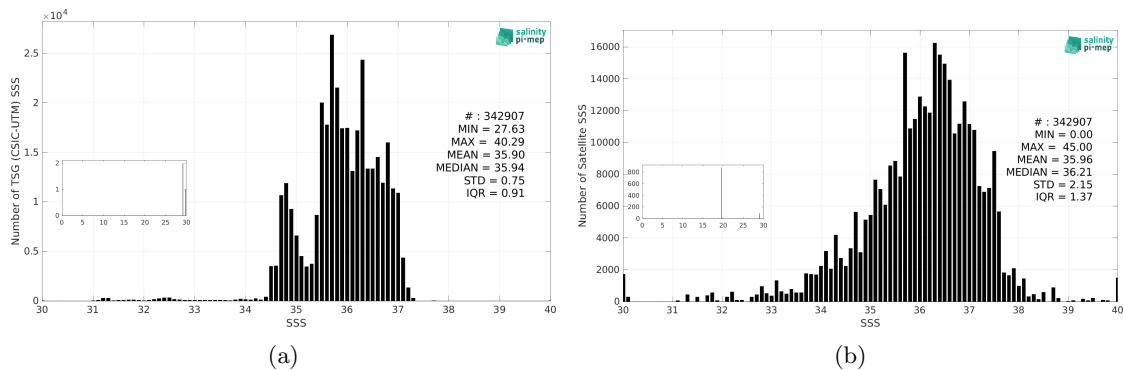 ×10⁴
salinity
pi-mep
Number of TSG (CSIC-UTM) SSS
2.5
2
1.5
1
0.5
0
# : 342907
MIN = 27.63
MAX = 40.29
MEAN = 35.90
MEDIAN = 35.94
STD = 0.75
IQR = 0.91
2
1
0
0 5 10 15 20 25 30
30 31 32 33 34 35 36 37 38 39 40
SSS
(a)
salinity
pi-mep
Number of Satellite SSS
16000
14000
12000
10000
8000
6000
4000
2000
0
# : 342907
MIN = 0.00
MAX = 45.00
MEAN = 35.96
MEDIAN = 36.21
STD = 2.15
IQR = 1.37
800
600
400
200
0
0 5 10 15 20 25 30
30 31 32 33 34 35 36 37 38 39 40
SSS
(b)